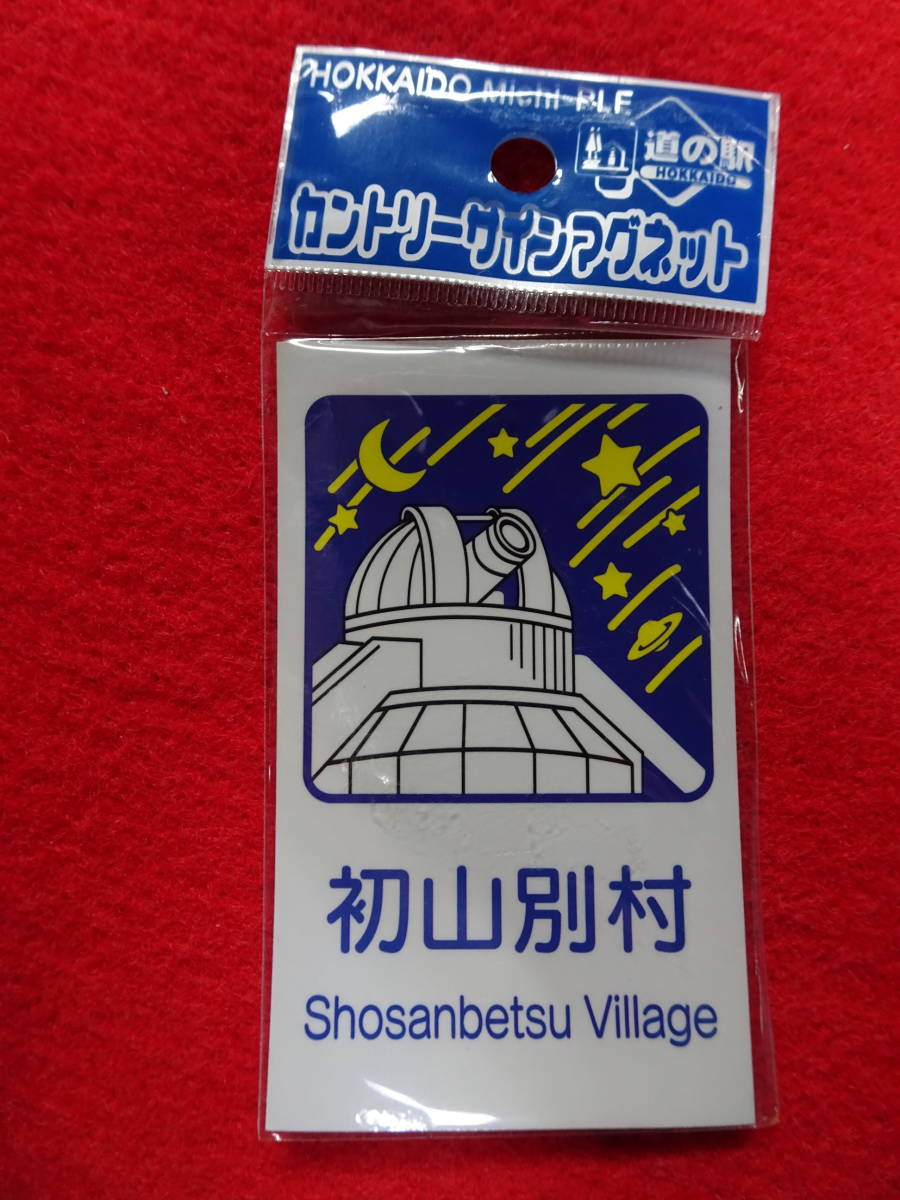 HOKKAIDO Michi-PLE
道の駅
HOKKAIDO
カントリーサインマグネット
初山別村
Shosanbetsu Village